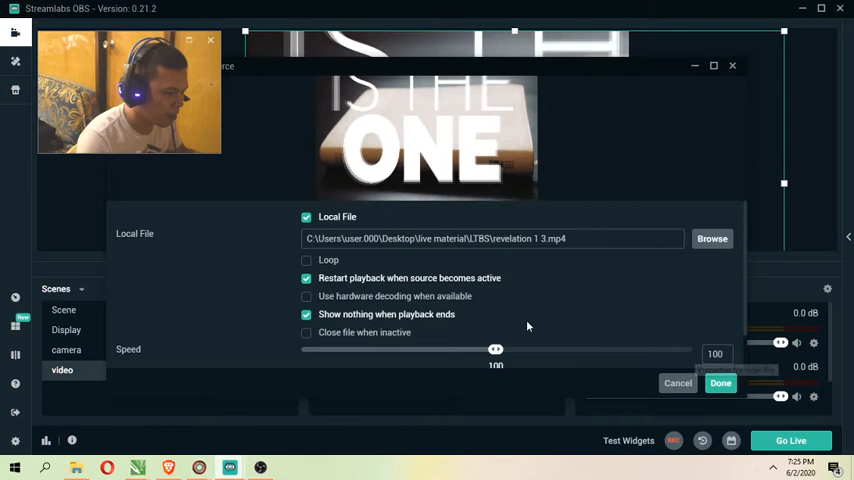 Streamlabs OBS - Version: 0.21.2
rce
IS THE
ONE
Local File
Local File
C:\Users\user.000\Desktop\live material\LTBS\revelation 1 3.mp4
Browse
Loop
Restart playback when source becomes active
Use hardware decoding when available
Show nothing when playback ends
Close file when inactive
Speed
100
100
Cancel
Done
Scenes
Scene
Display
camera
video
New
0.0 dB
0.0 dB
Test Widgets
REC
Go Live
7:25 PM
6/2/2020
4